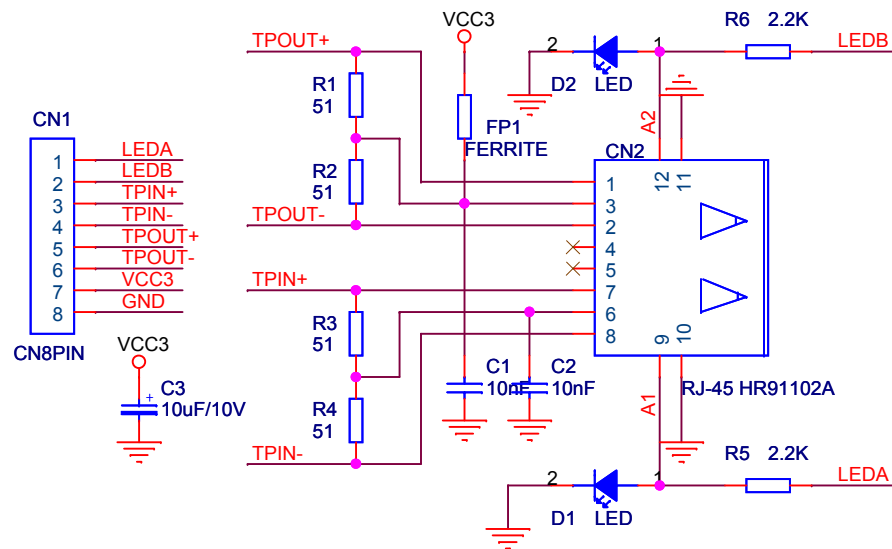 TPOUT+
VCC3
2
1
R6 2.2K
LEDB
D2
LED
R1
51
FP1
FERRITE
A2
CN1
CN2
12
11
1 LEDA
2 LEDB
3 TPIN+
4 TPIN-
5 TPOUT+
6 TPOUT-
7 VCC3
8 GND
CN8PIN
R2
51
TPOUT-
1
3
2
4
5
7
6
8
TPIN+
R3
51
9
10
VCC3
C3
+
10uF/10V
R4
51
C1
10nF
C2
10nF
RJ-45 HR91102A
A1
TPIN-
2
1
R5 2.2K
LEDA
D1
LED